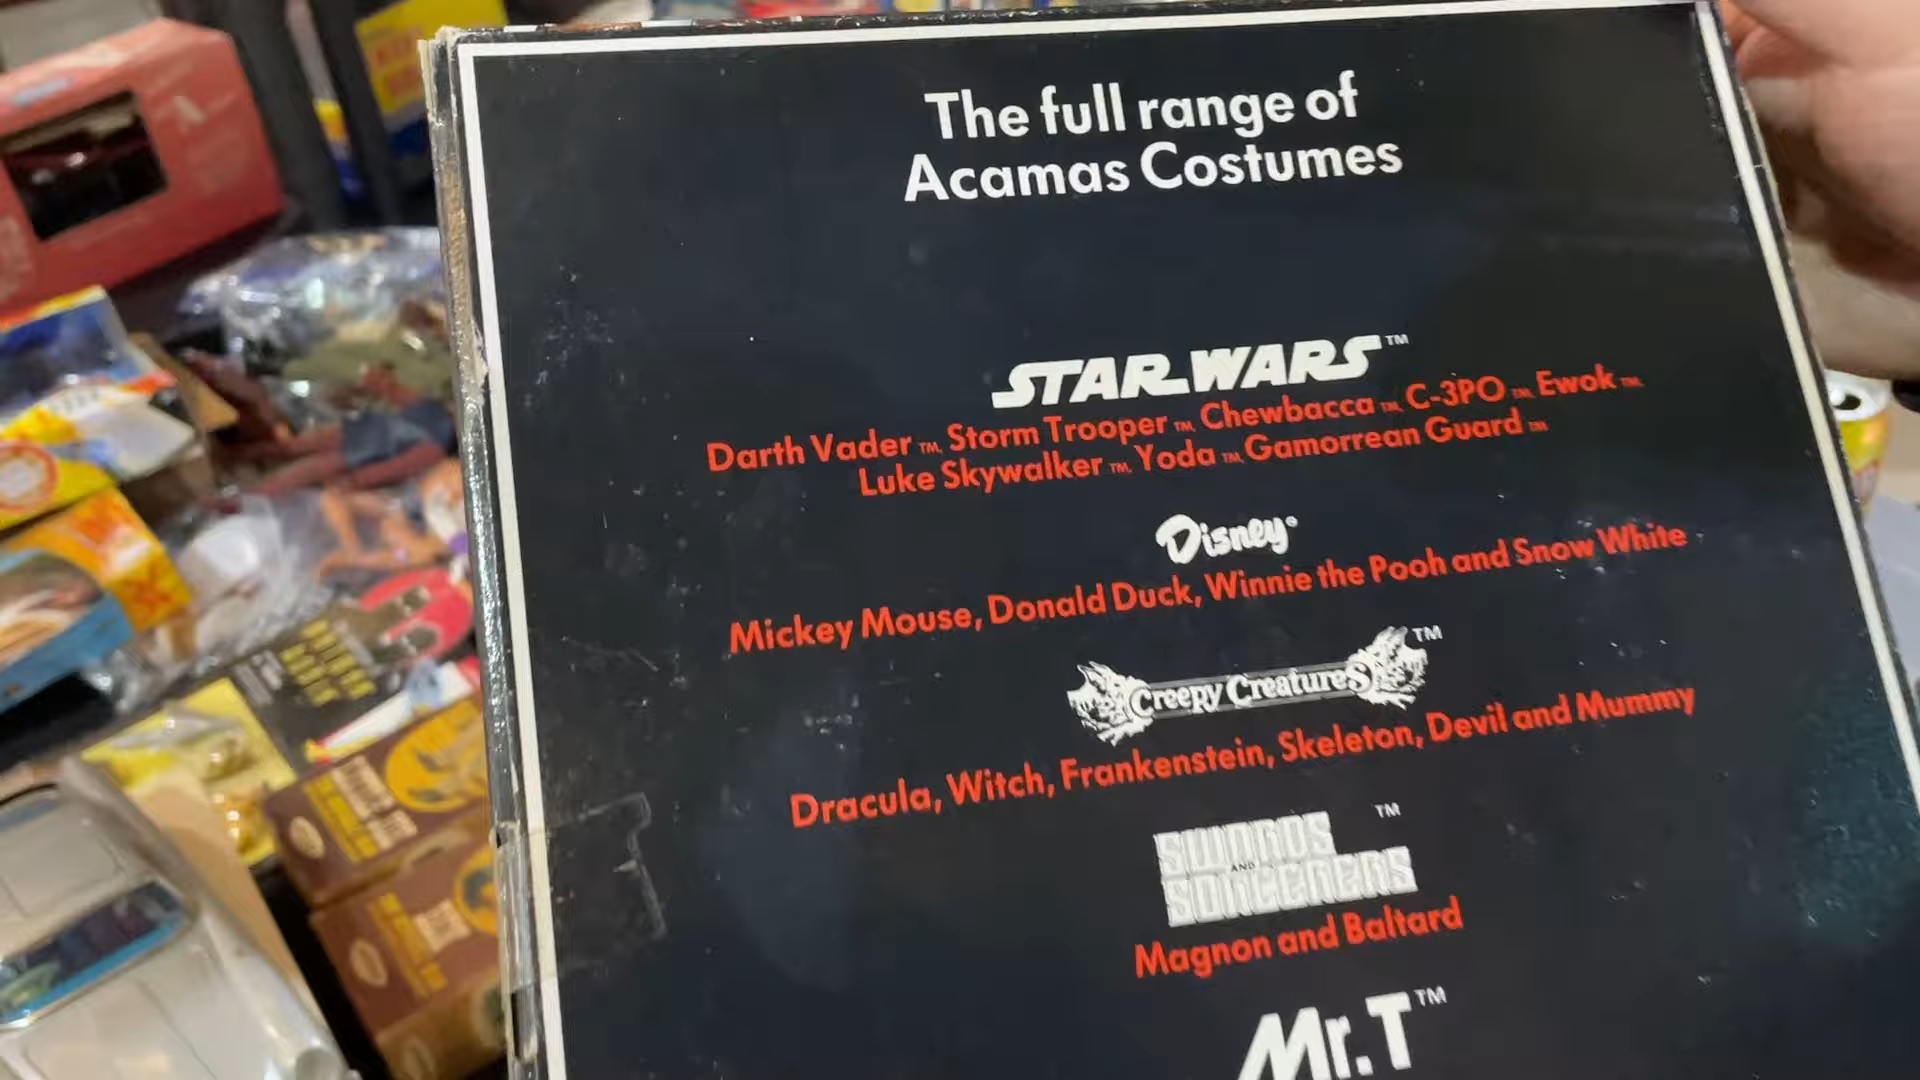 The full range of
Acamas Costumes
STAR WARS™
Darth Vader™, Storm Trooper™, Chewbacca™, C-3PO™, Ewok™,
Luke Skywalker™, Yoda™, Gamorrean Guard™
Disney®
Mickey Mouse, Donald Duck, Winnie the Pooh and Snow White
Creepy Creatures™
Dracula, Witch, Frankenstein, Skeleton, Devil and Mummy
SWORDS™
AND
SORCERERS
Magnon and Baltard
Mr. T™